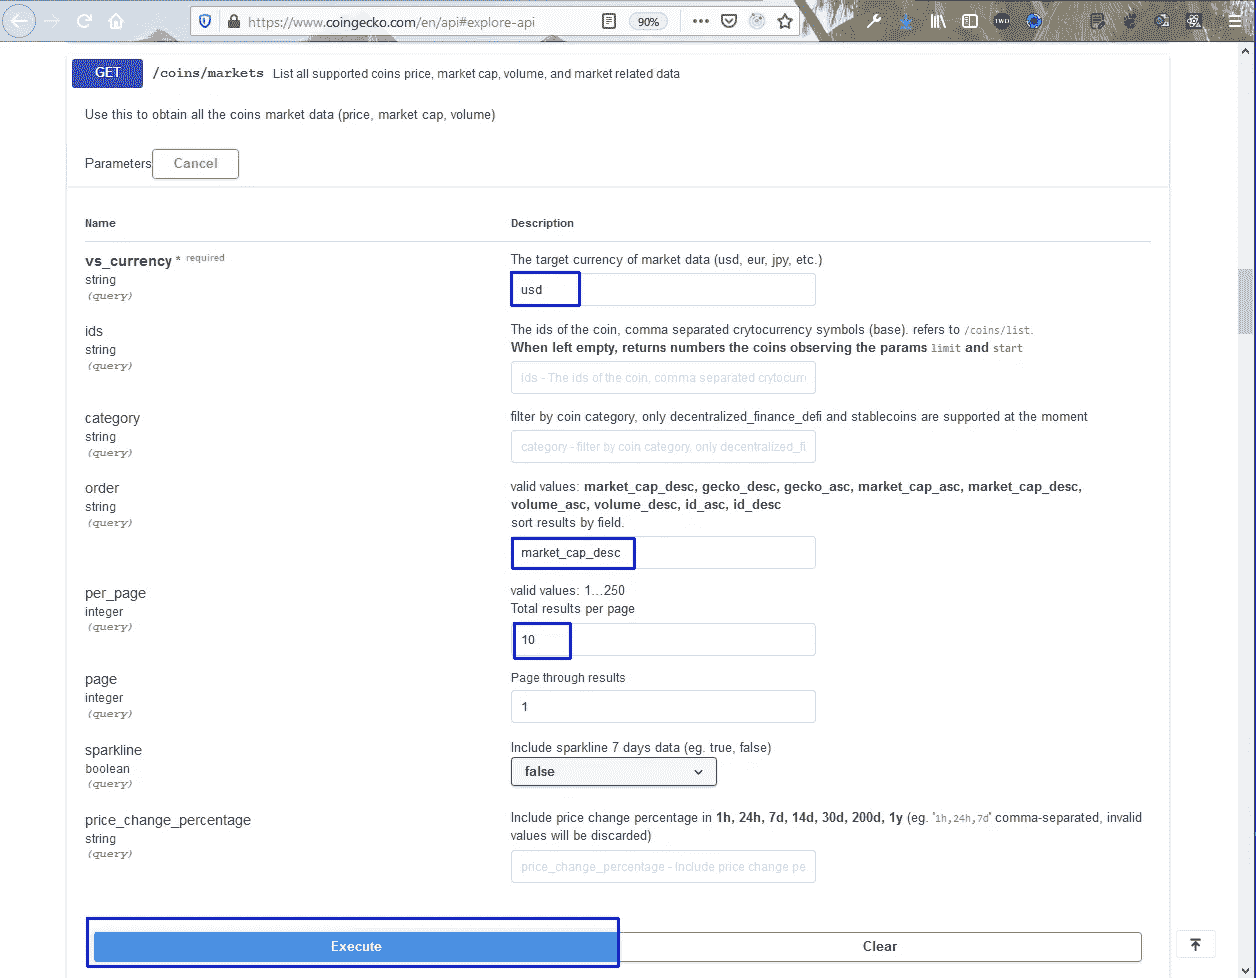 https://www.coingecko.com/en/api#explore-api 90%
GET /coins/markets List all supported coins price, market cap, volume, and market related data
Use this to obtain all the coins market data (price, market cap, volume)
Parameters Cancel
Name Description
vs_currency * required
The target currency of market data (usd, eur, jpy, etc.)
string
(query)
usd
ids
string
(query)
The ids of the coin, comma separated crytocurrency symbols (base). refers to /coins/list.
When left empty, returns numbers the coins observing the params limit and start
ids - The ids of the coin, comma separated crytocurr
category
string
(query)
filter by coin category, only decentralized_finance_defi and stablecoins are supported at the moment
category - filter by coin category, only decentralized_fi
order
string
(query)
valid values: market_cap_desc, gecko_desc, gecko_asc, market_cap_asc, market_cap_desc,
volume_asc, volume_desc, id_asc, id_desc
sort results by field.
market_cap_desc
per_page
integer
(query)
valid values: 1...250
Total results per page
10
page
integer
(query)
Page through results
1
sparkline
boolean
(query)
Include sparkline 7 days data (eg. true, false)
false
price_change_percentage
string
(query)
Include price change percentage in 1h, 24h, 7d, 14d, 30d, 200d, 1y (eg. '1h,24h,7d' comma-separated, invalid
values will be discarded)
price_change_percentage - Include price change pe
Execute Clear